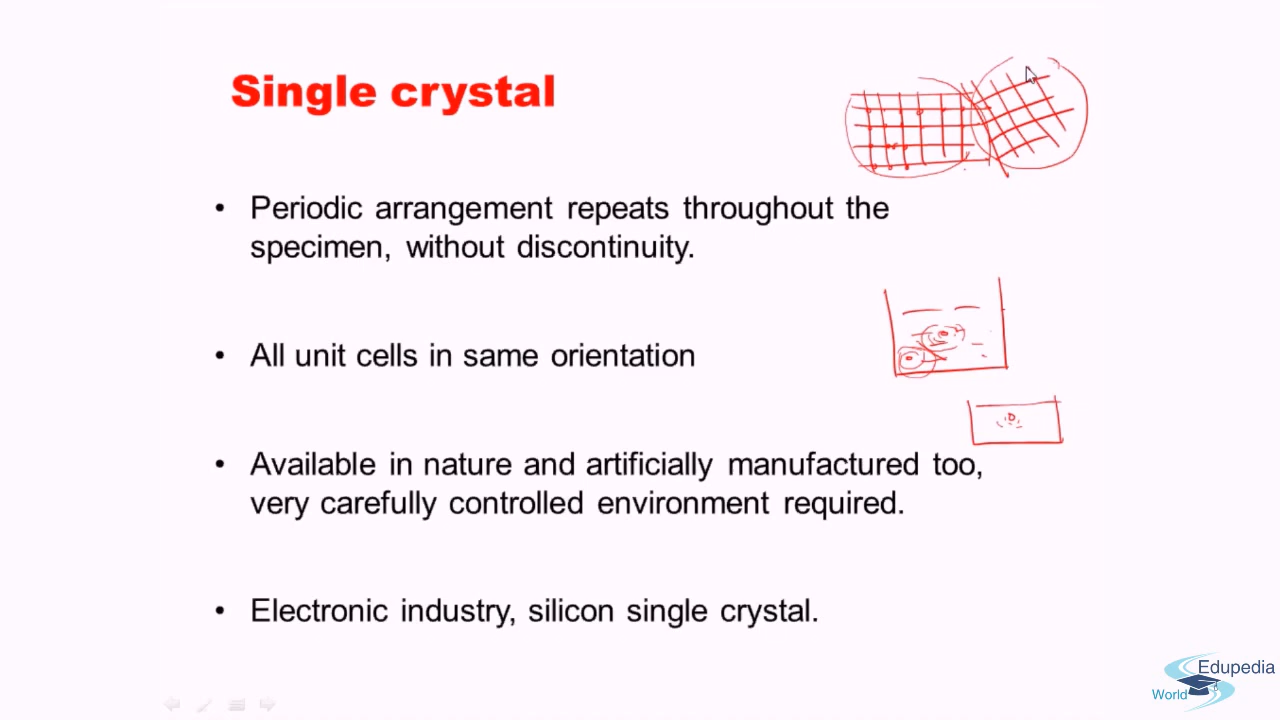 Single crystal
• Periodic arrangement repeats throughout the
specimen, without discontinuity.
• All unit cells in same orientation
• Available in nature and artificially manufactured too,
very carefully controlled environment required.
• Electronic industry, silicon single crystal.
Edupedia
World